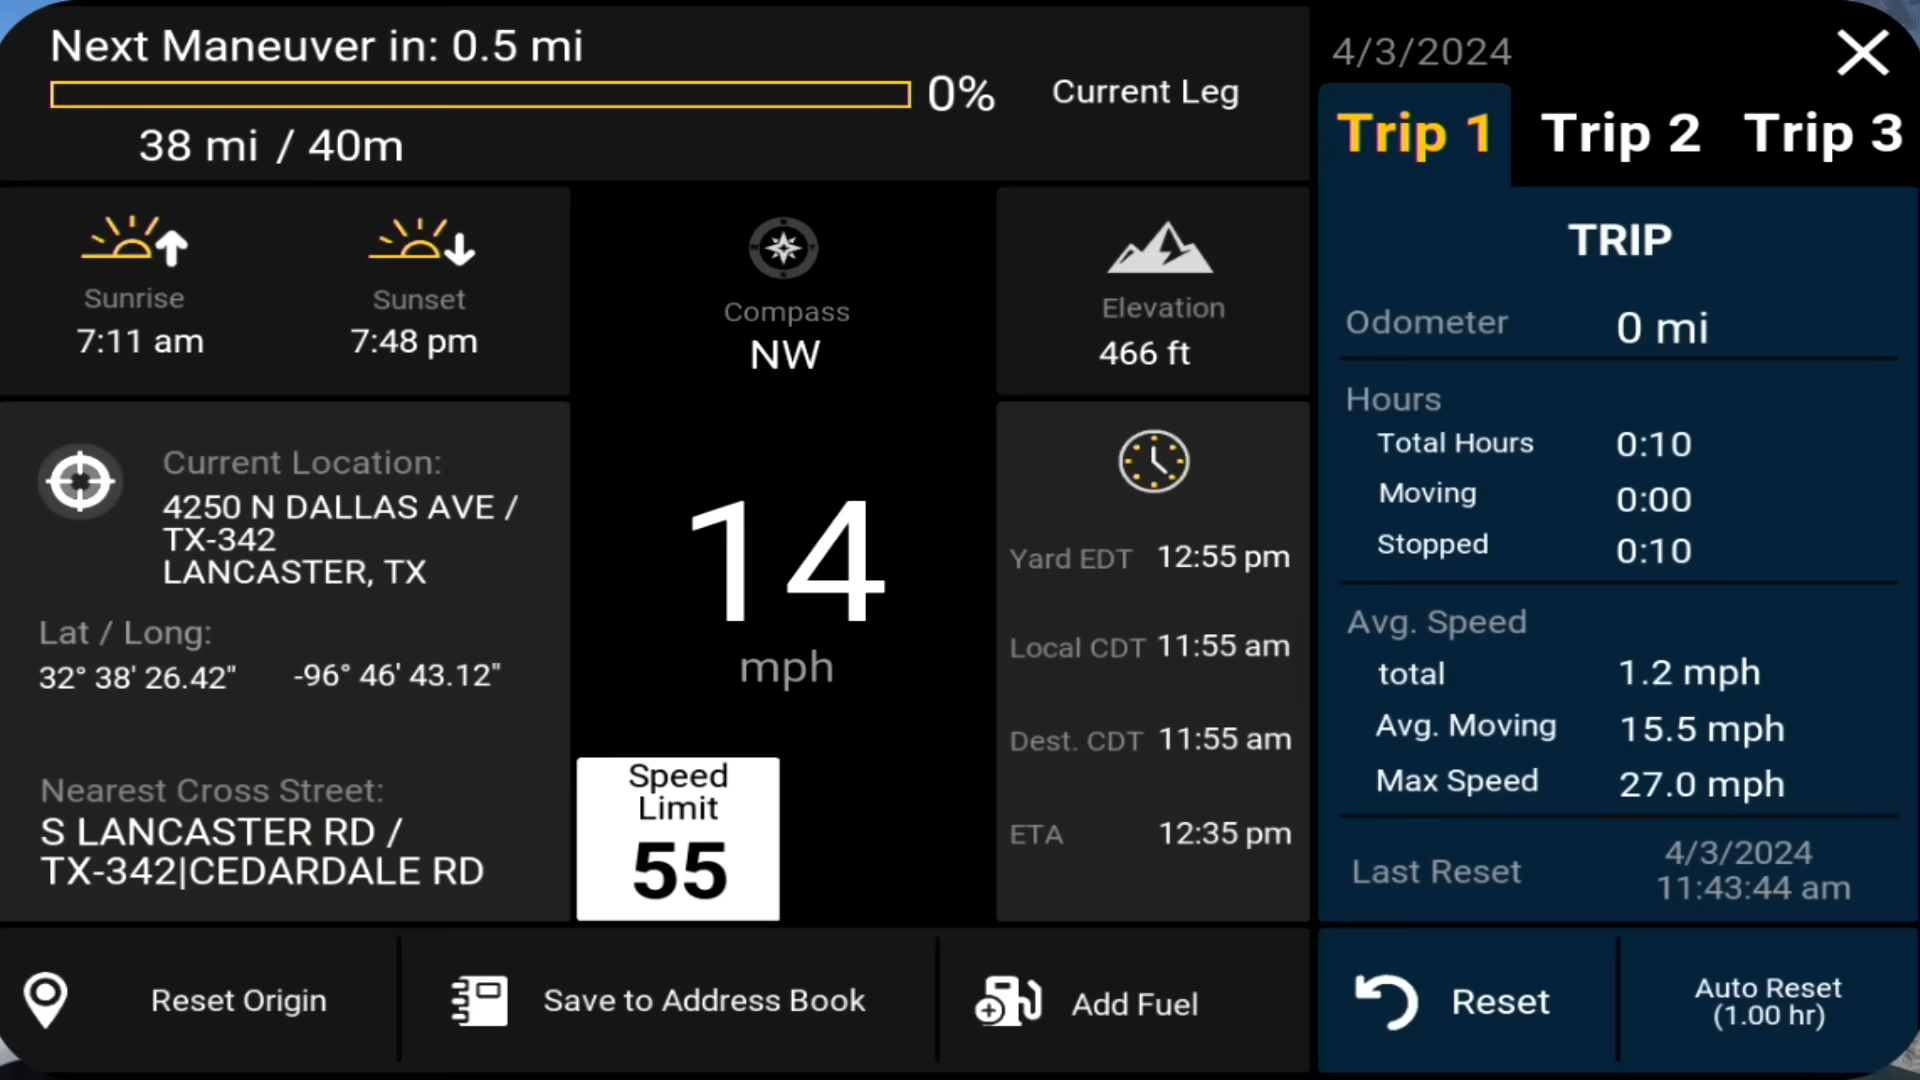 Next Maneuver in: 0.5 mi
0%
Current Leg
38 mi / 40m
Sunrise
7:11 am
Sunset
7:48 pm
Compass
NW
Elevation
466 ft
Current Location:
4250 N DALLAS AVE /
TX-342
LANCASTER, TX
Lat / Long:
32° 38' 26.42" -96° 46' 43.12"
Nearest Cross Street:
S LANCASTER RD /
TX-342|CEDARDALE RD
14
mph
Speed
Limit
55
Yard EDT 12:55 pm
Local CDT 11:55 am
Dest. CDT 11:55 am
ETA 12:35 pm
Reset Origin
Save to Address Book
Add Fuel
4/3/2024
Trip 1 Trip 2 Trip 3
TRIP
Odometer 0 mi
Hours
Total Hours 0:10
Moving 0:00
Stopped 0:10
Avg. Speed
total 1.2 mph
Avg. Moving 15.5 mph
Max Speed 27.0 mph
Last Reset 4/3/2024
11:43:44 am
Reset
Auto Reset
(1.00 hr)